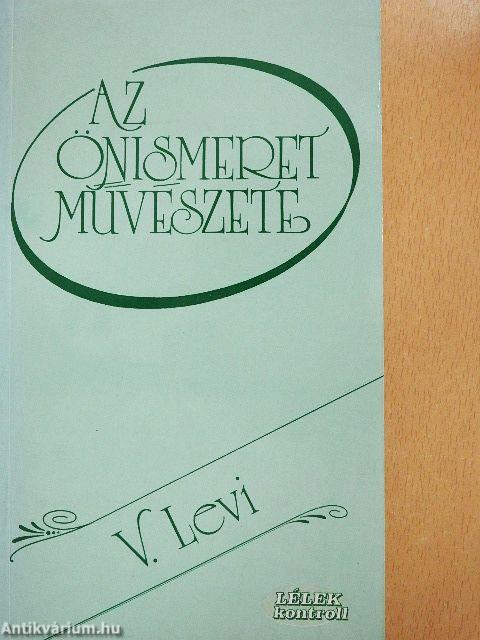 AZ
ÖNISMERET
MŰVÉSZETE
V. Levi
LÉLEK
kontroll
Antikvárium.hu